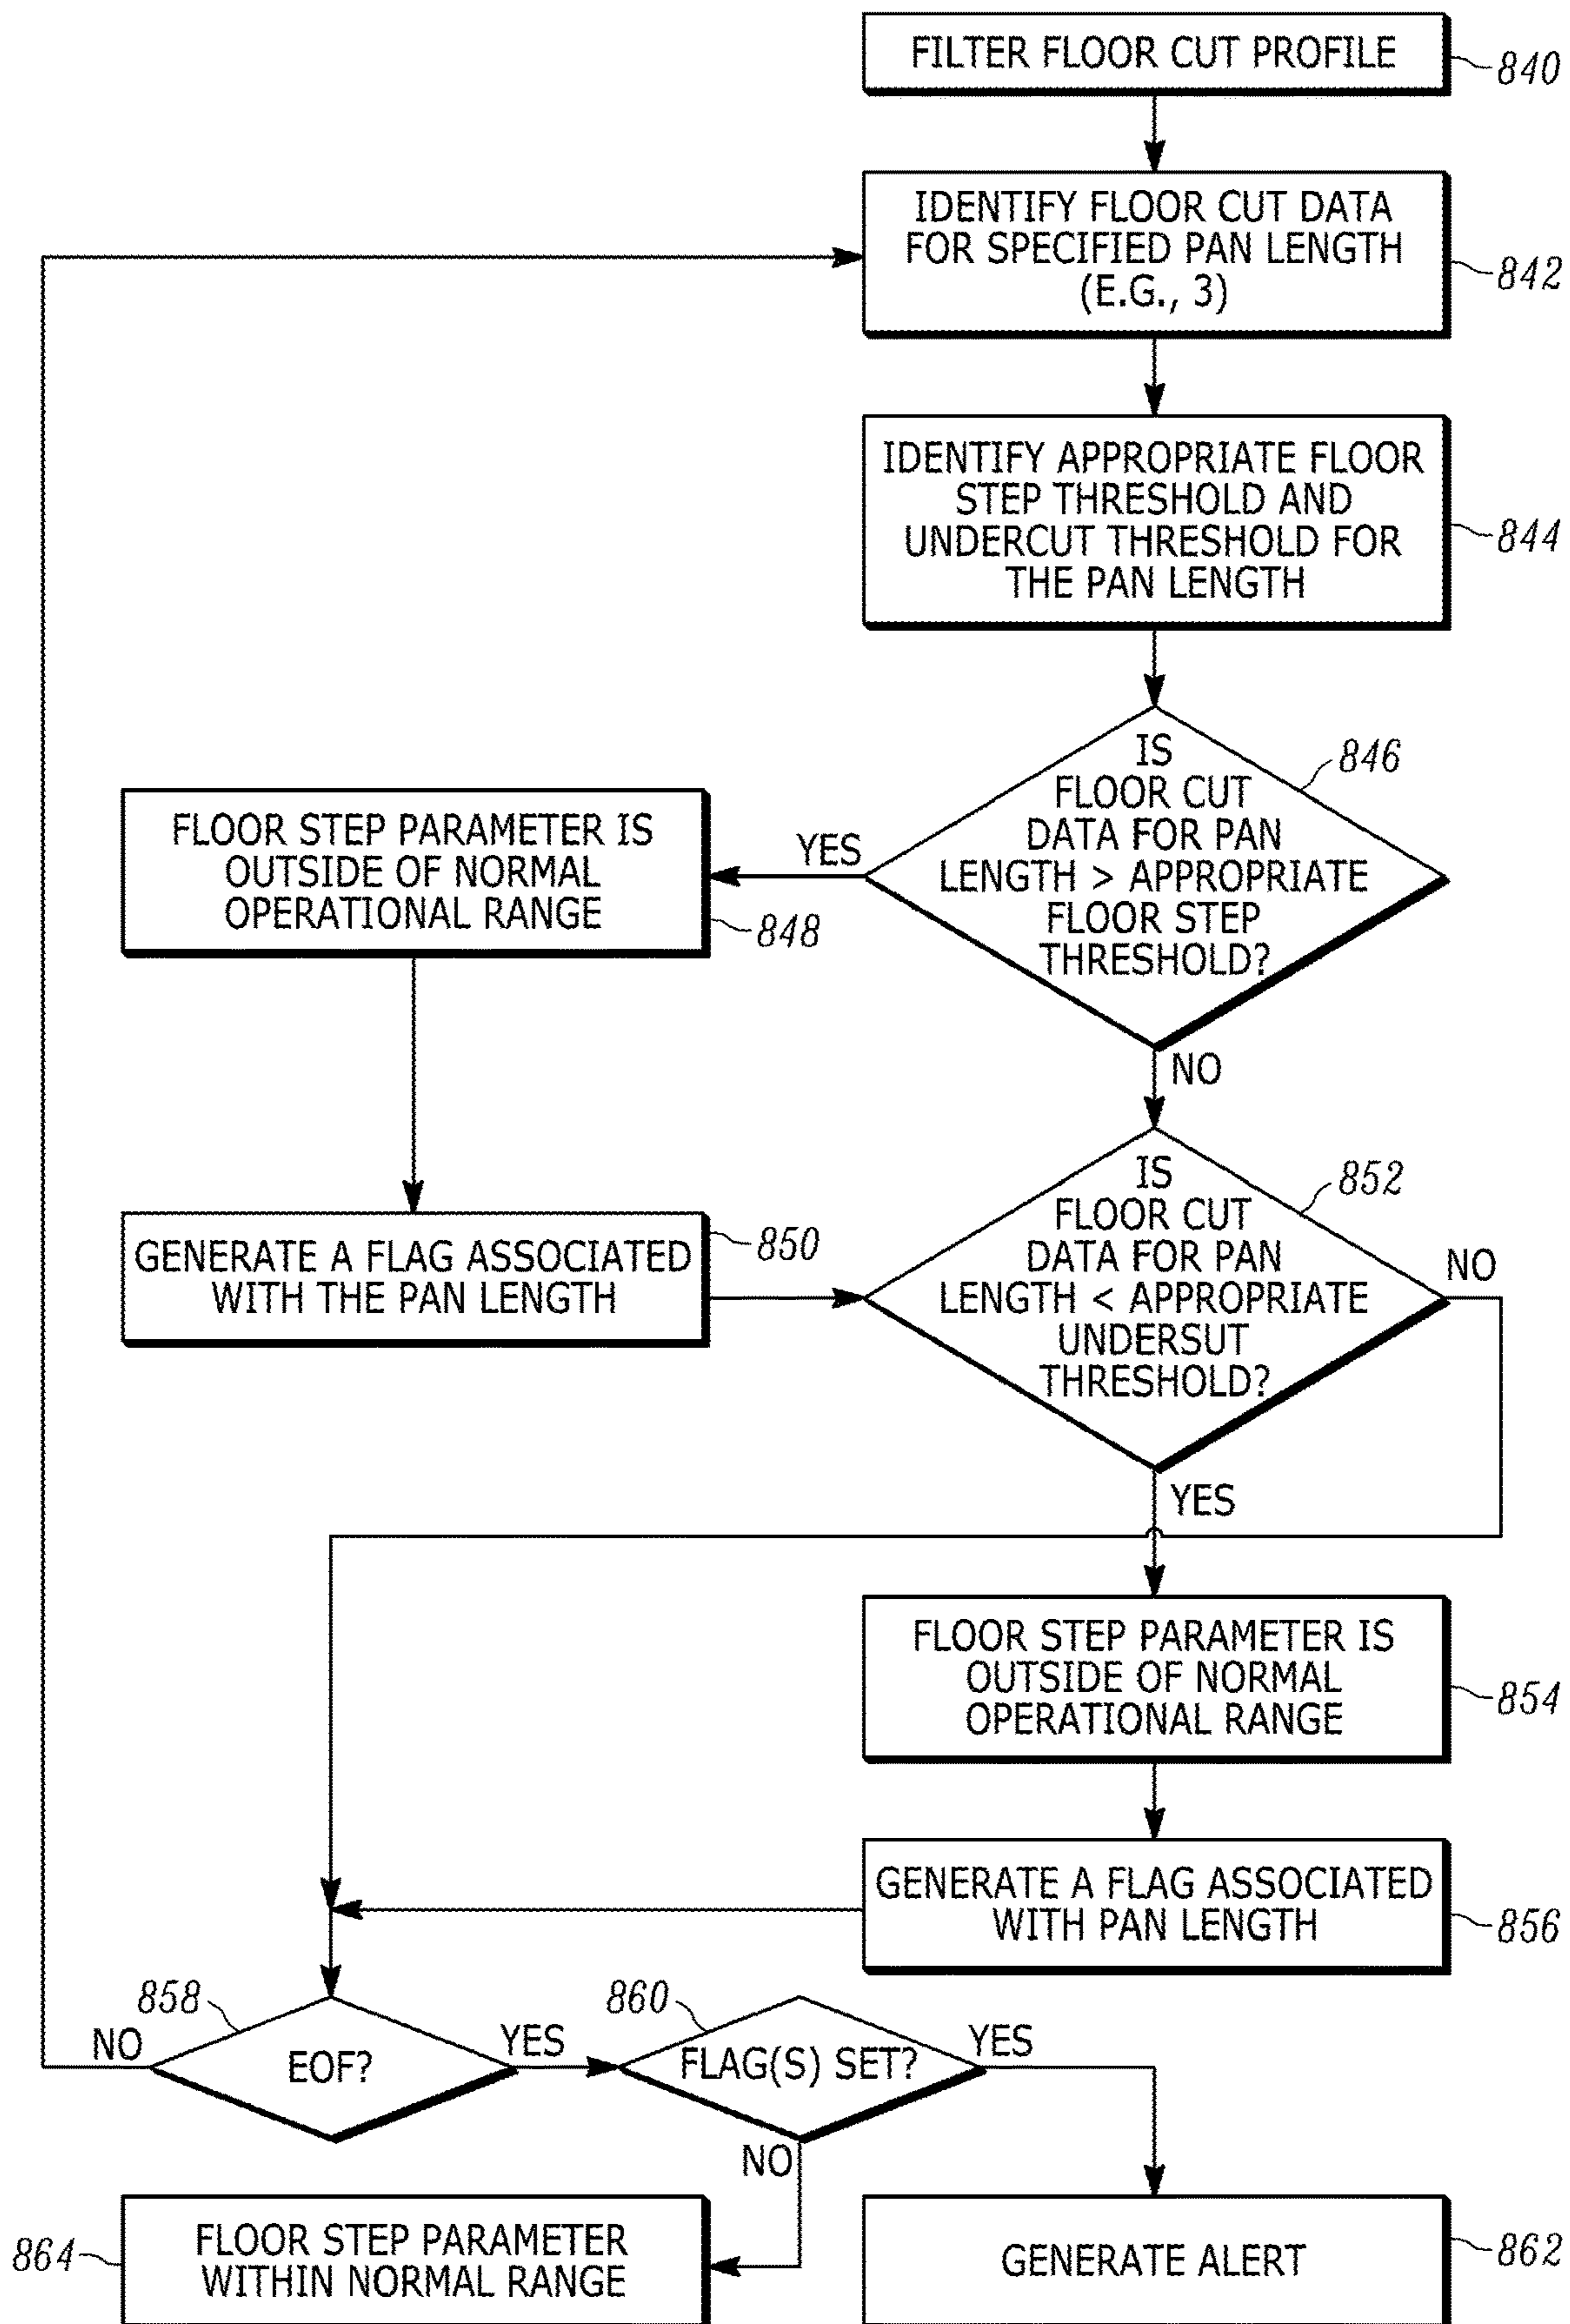 FILTER FLOOR CUT PROFILE
840
IDENTIFY FLOOR CUT DATA
FOR SPECIFIED PAN LENGTH
(E.G., 3)
842
IDENTIFY APPROPRIATE FLOOR
STEP THRESHOLD AND
UNDERCUT THRESHOLD FOR
THE PAN LENGTH
844
IS
FLOOR CUT
DATA FOR PAN
LENGTH > APPROPRIATE
FLOOR STEP
THRESHOLD?
846
YES
NO
FLOOR STEP PARAMETER IS
OUTSIDE OF NORMAL
OPERATIONAL RANGE
848
GENERATE A FLAG ASSOCIATED
WITH THE PAN LENGTH
850
IS
FLOOR CUT
DATA FOR PAN
LENGTH < APPROPRIATE
UNDERSUT
THRESHOLD?
852
NO
YES
FLOOR STEP PARAMETER IS
OUTSIDE OF NORMAL
OPERATIONAL RANGE
854
GENERATE A FLAG ASSOCIATED
WITH PAN LENGTH
856
858
NO
EOF?
YES
860
FLAG(S) SET?
YES
NO
864
FLOOR STEP PARAMETER
WITHIN NORMAL RANGE
GENERATE ALERT
862